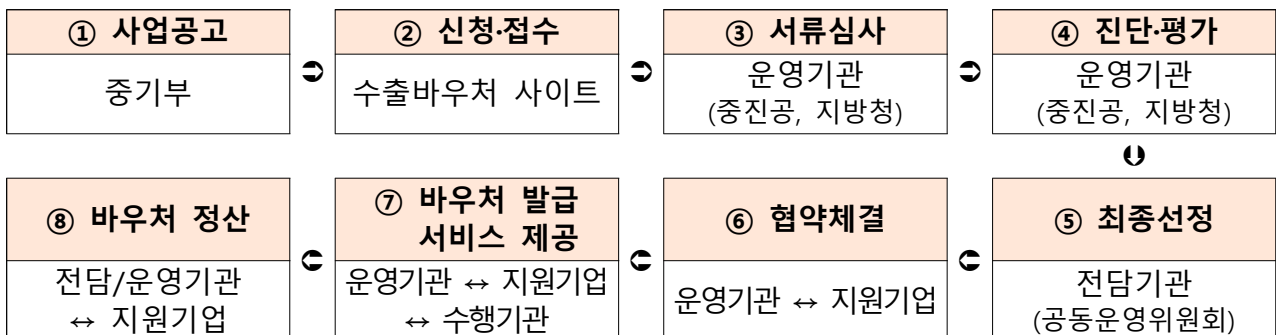 ① 사업공고
중기부
② 신청·접수
수출바우처 사이트
③ 서류심사
운영기관
(중진공, 지방청)
④ 진단·평가
운영기관
(중진공, 지방청)
⑤ 최종선정
전담기관
(공동운영위원회)
⑥ 협약체결
운영기관 ↔ 지원기업
⑦ 바우처 발급
서비스 제공
운영기관 ↔ 지원기업
↔ 수행기관
⑧ 바우처 정산
전담/운영기관
↔ 지원기업